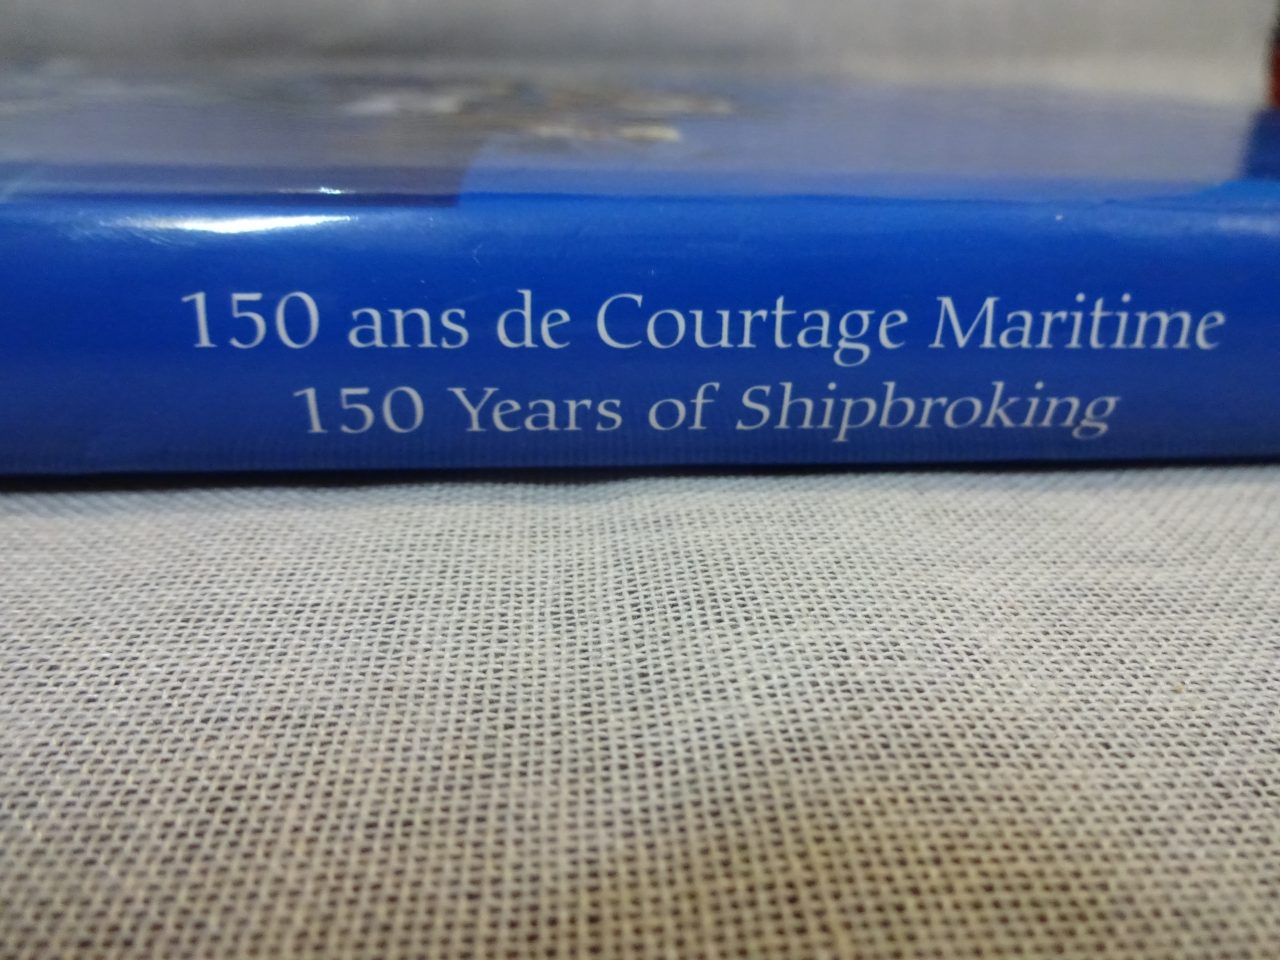 150 ans de Courtage Maritime
150 Years of Shipbroking